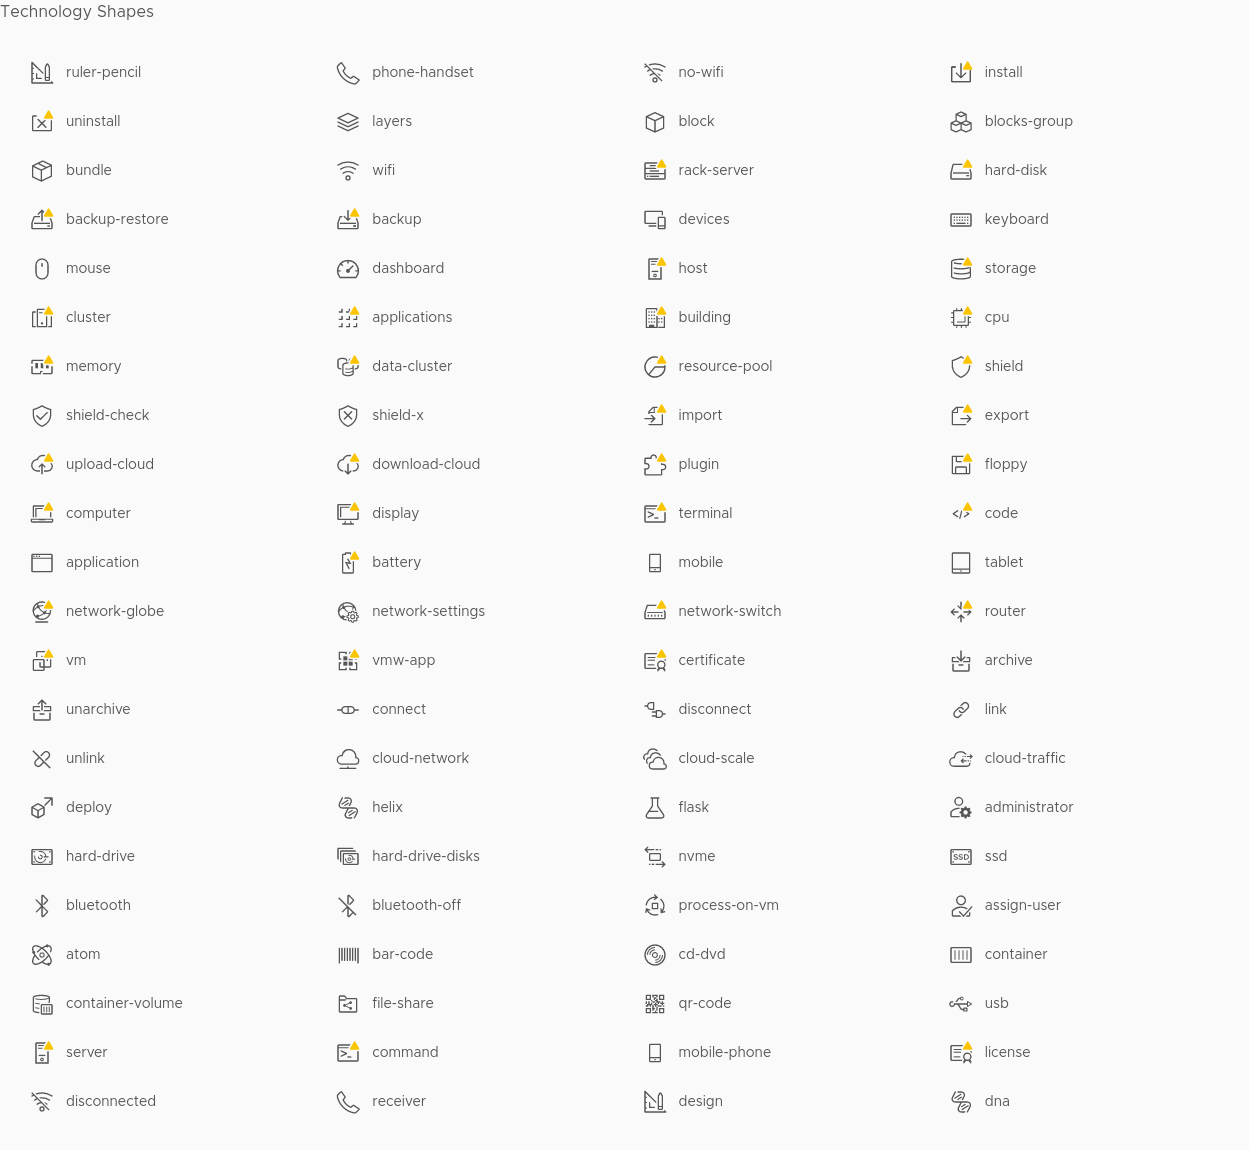 Technology Shapes
ruler-pencil phone-handset no-wifi install
uninstall layers block blocks-group
bundle wifi rack-server hard-disk
backup-restore backup devices keyboard
mouse dashboard host storage
cluster applications building cpu
memory data-cluster resource-pool shield
shield-check shield-x import export
upload-cloud download-cloud plugin floppy
computer display terminal code
application battery mobile tablet
network-globe network-settings network-switch router
vm vmw-app certificate archive
unarchive connect disconnect link
unlink cloud-network cloud-scale cloud-traffic
deploy helix flask administrator
hard-drive hard-drive-disks nvme SSD ssd
bluetooth bluetooth-off process-on-vm assign-user
atom bar-code cd-dvd container
container-volume file-share qr-code usb
server command mobile-phone license
disconnected receiver design dna